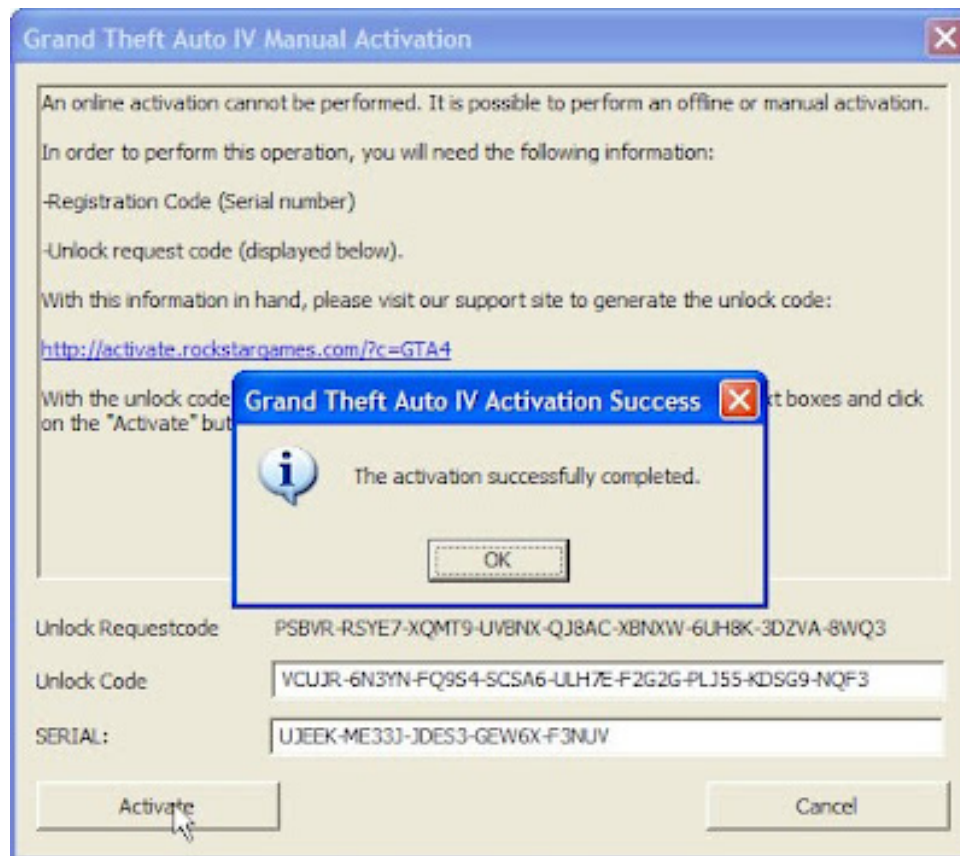 Grand Theft Auto IV Manual Activation
An online activation cannot be performed. It is possible to perform an offline or manual activation.
In order to perform this operation, you will need the following information:
-Registration Code (Serial number)
-Unlock request code (displayed below).
With this information in hand, please visit our support site to generate the unlock code:
http://activate.rockstargames.com/?c=GTA4
With the unlock code
xt boxes and click
on the "Activate" but
Grand Theft Auto IV Activation Success
The activation successfully completed.
OK
Unlock Requestcode PSBVR-RSYE7-XQMT9-UVBNX-QJ8AC-XBNXW-6UH8K-3DZVA-8WQ3
Unlock Code VCUJR-6N3YN-FQ9S4-SCSA6-ULH7E-F2G2G-PLJ55-KDSG9-NQF3
SERIAL: UJEEK-ME33J-JDES3-GEW6X-F3NUV
Activate Cancel